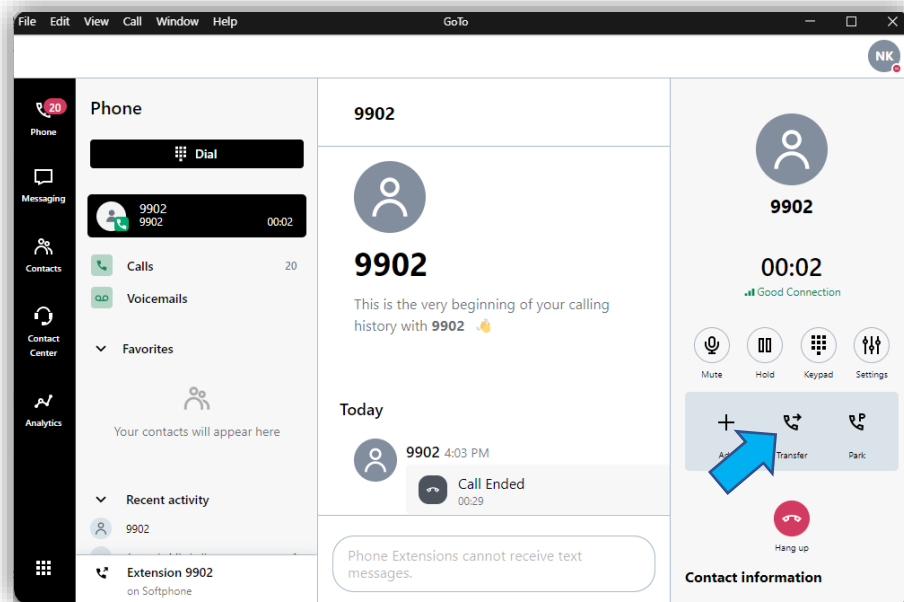 File Edit View Call Window Help
GoTo
NK
20
Phone
Messaging
Contacts
Contact
Center
Analytics
Phone
Dial
9902
9902
00:02
Calls
20
Voicemails
Favorites
Your contacts will appear here
Recent activity
9902
Extension 9902
on Softphone
9902
9902
This is the very beginning of your calling
history with 9902 👋
Today
9902 4:03 PM
Call Ended
00:29
Phone Extensions cannot receive text
messages.
9902
00:02
Good Connection
Mute
Hold
Keypad
Settings
Transfer
Park
Hang up
Contact information